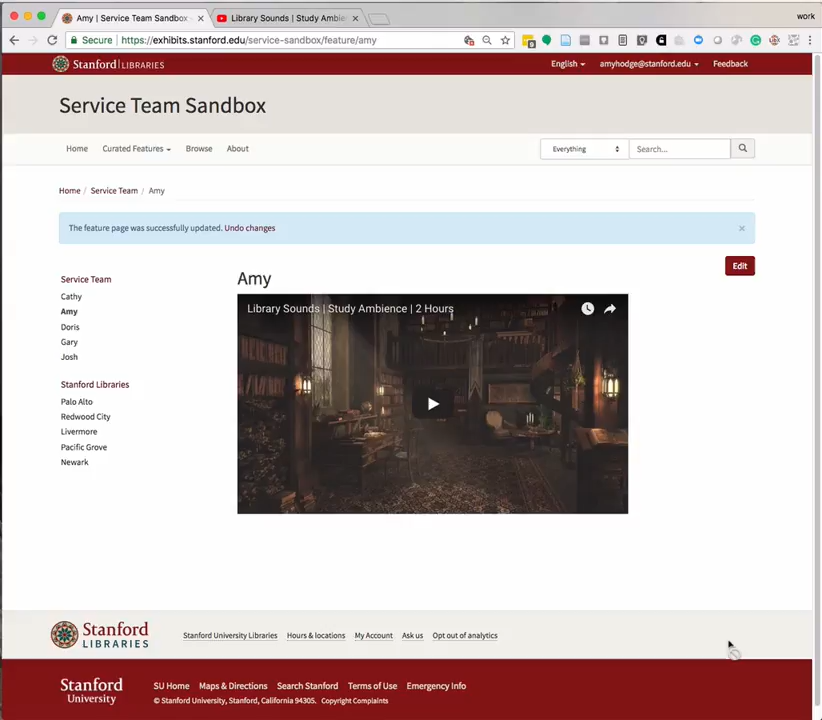 Amy | Service Team Sandbox
Library Sounds | Study Ambien
work
Secure
https://exhibits.stanford.edu/service-sandbox/feature/amy
Stanford LIBRARIES
English
amyhodge@stanford.edu
Feedback
Service Team Sandbox
Home
Curated Features
Browse
About
Everything
Search...
Home / Service Team / Amy
The feature page was successfully updated. Undo changes
×
Edit
Service Team
Cathy
Amy
Doris
Gary
Josh
Stanford Libraries
Palo Alto
Redwood City
Livermore
Pacific Grove
Newark
Amy
Library Sounds | Study Ambience | 2 Hours
Stanford
LIBRARIES
Stanford University Libraries
Hours & locations
My Account
Ask us
Opt out of analytics
Stanford
University
SU Home
Maps & Directions
Search Stanford
Terms of Use
Emergency Info
© Stanford University, Stanford, California 94305. Copyright Complaints